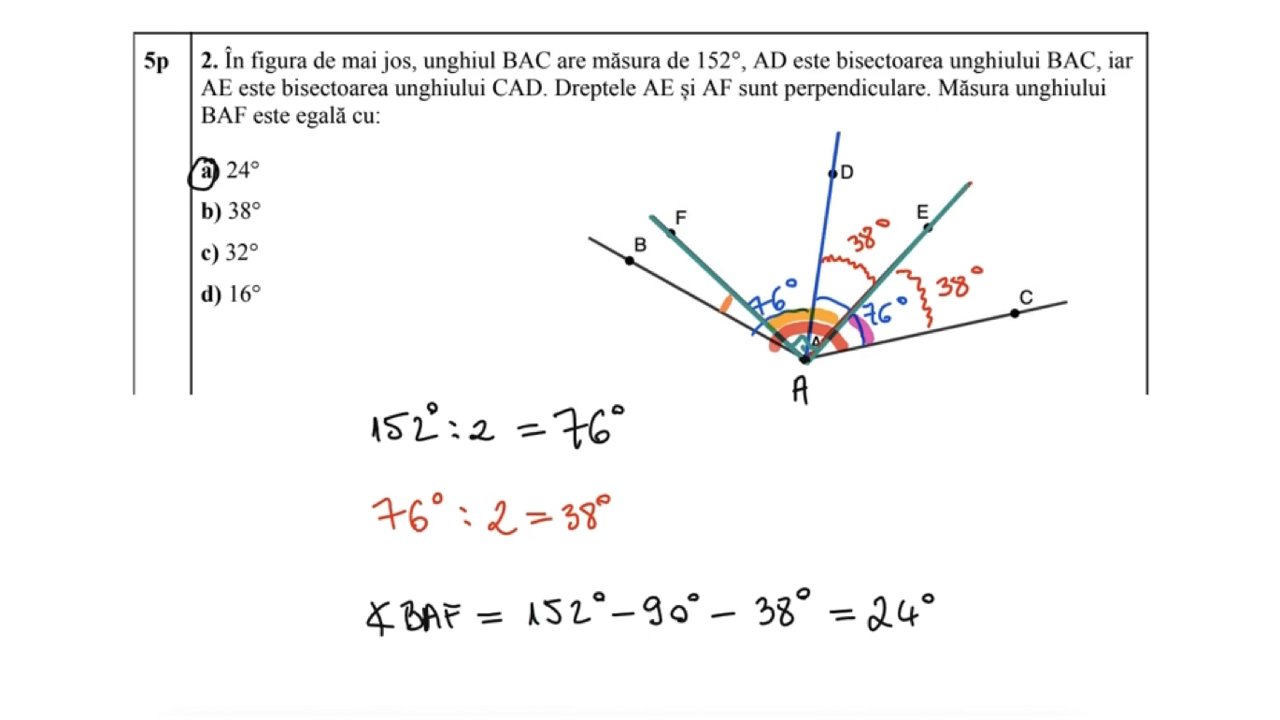 5p
2. În figura de mai jos, unghiul BAC are măsura de 152°, AD este bisectoarea unghiului BAC, iar
AE este bisectoarea unghiului CAD. Dreptele AE și AF sunt perpendiculare. Măsura unghiului
BAF este egală cu:
a) 24°
b) 38°
c) 32°
d) 16°
D
F
E
B
38°
38°
C
76°
76°
A
A
152° : 2 = 76°
76° : 2 = 38°
∢BAF = 152° - 90° - 38° = 24°